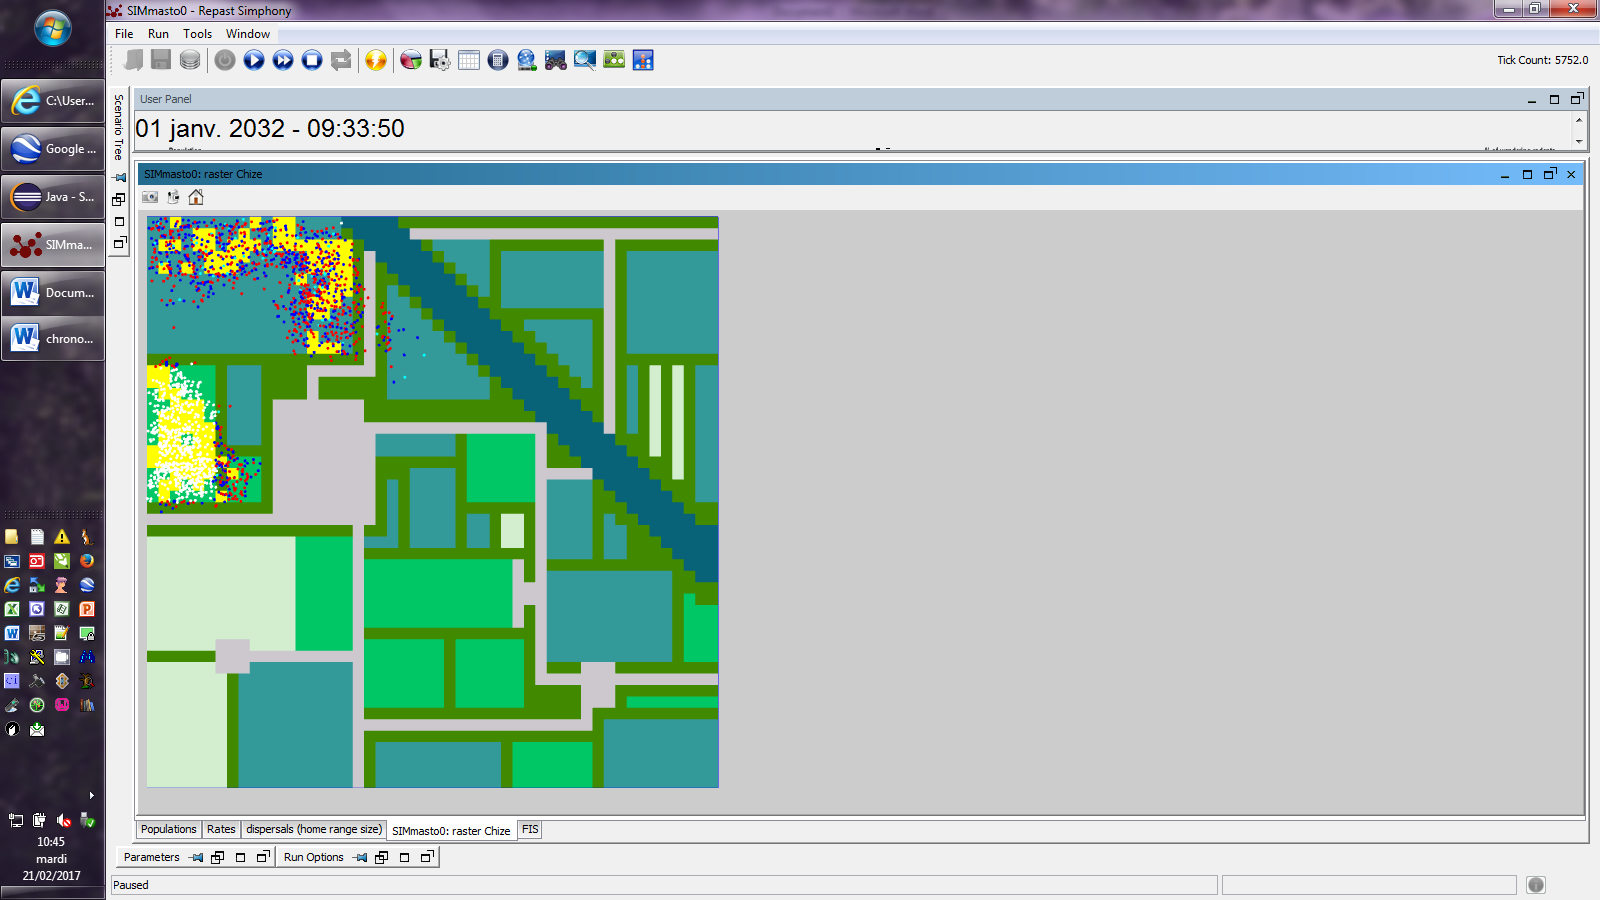 SIMmasto0 - Repast Simphony
File Run Tools Window
Tick Count: 5752.0
C:\User...
Google ...
Java - S...
SIMma...
Docum...
chrono...
Scenario Tree
User Panel
01 janv. 2032 - 09:33:50
SIMmasto0: raster Chize
Populations Rates dispersals (home range size) SIMmasto0: raster Chize FIS
Parameters Run Options
Paused
10:45
mardi
21/02/2017